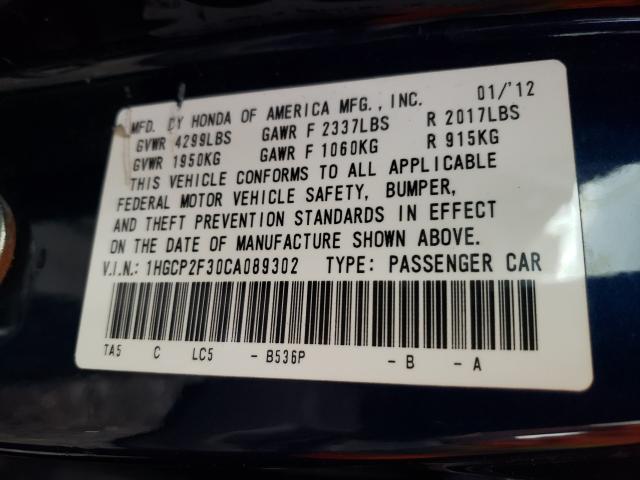 MFD. BY HONDA OF AMERICA MFG., INC. 01/'12
GVWR 4299LBS GAWR F 2337LBS R 2017LBS
GVWR 1950KG GAWR F 1060KG R 915KG
THIS VEHICLE CONFORMS TO ALL APPLICABLE
FEDERAL MOTOR VEHICLE SAFETY, BUMPER,
AND THEFT PREVENTION STANDARDS IN EFFECT
ON THE DATE OF MANUFACTURE SHOWN ABOVE.
V.I.N.: 1HGCP2F30CA089302 TYPE: PASSENGER CAR
TA5 C LC5 - B536P - B - A